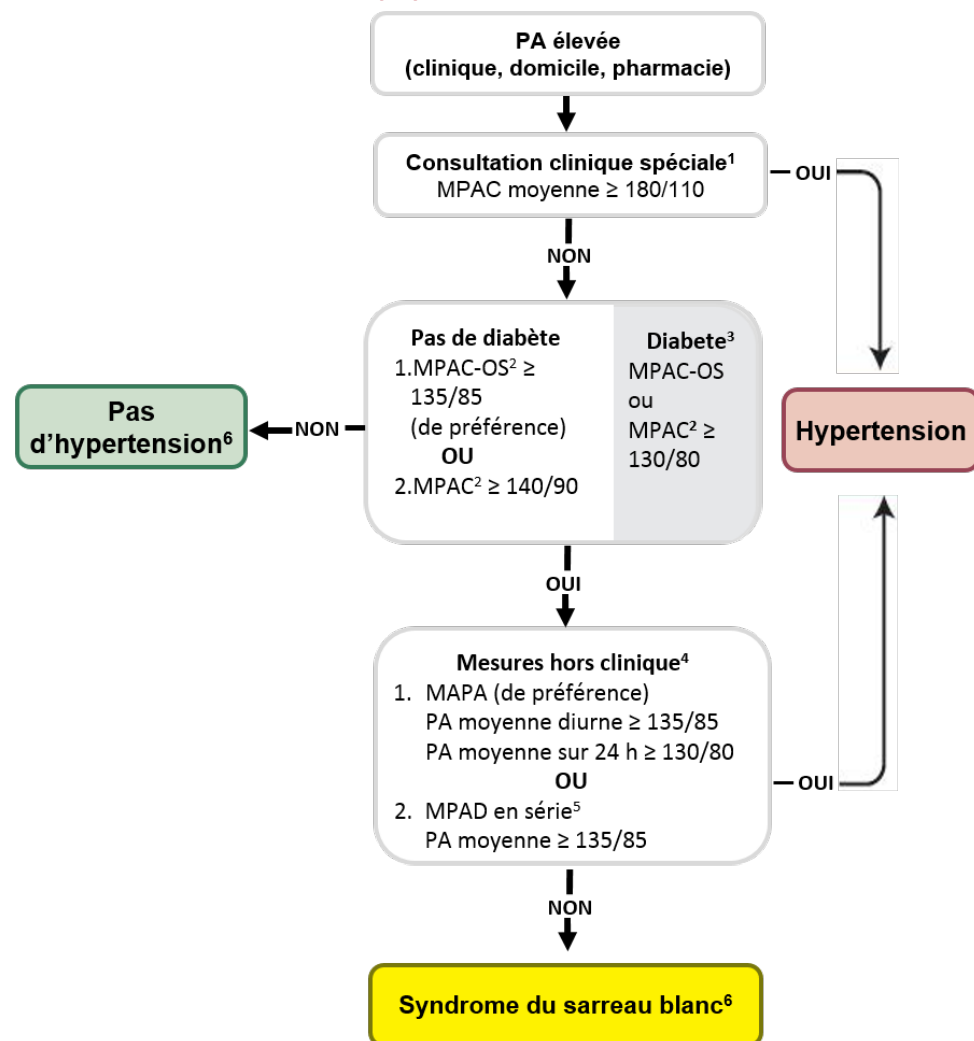 PA élevée
(clinique, domicile, pharmacie)
Consultation clinique spéciale¹
MPAC moyenne ≥ 180/110
OUI
NON
Pas de diabète
1.MPAC-OS² ≥
135/85
(de préférence)
OU
2.MPAC² ≥ 140/90
Diabete³
MPAC-OS
ou
MPAC² ≥
130/80
NON
Pas
d’hypertension⁶
Hypertension
OUI
Mesures hors clinique⁴
1. MAPA (de préférence)
PA moyenne diurne ≥ 135/85
PA moyenne sur 24 h ≥ 130/80
OU
2. MPAD en série⁵
PA moyenne ≥ 135/85
OUI
NON
Syndrome du sarreau blanc⁶